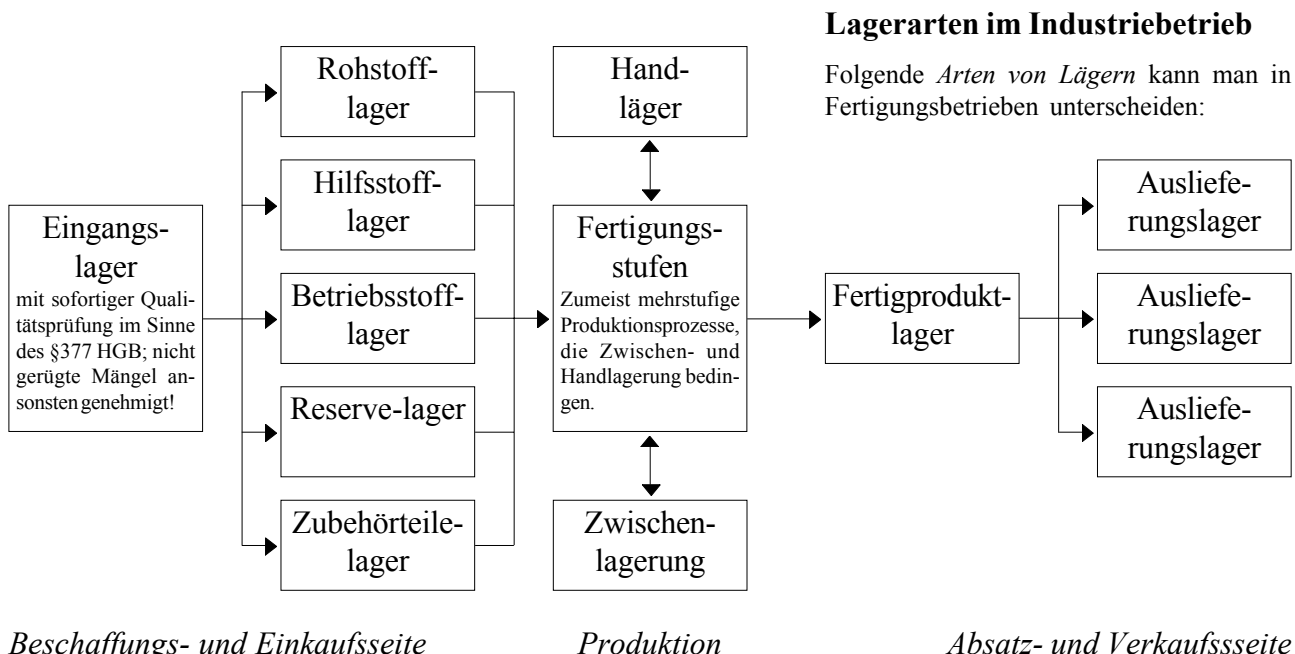 Lagerarten im Industriebetrieb
Folgende Arten von Lägern kann man in
Fertigungsbetrieben unterscheiden:
Eingangs-
lager
mit sofortiger Quali-
tätsprüfung im Sinne
des §377 HGB; nicht
gerügte Mängel an-
sonsten genehmigt!
Rohstoff-
lager
Hilfsstoff-
lager
Betriebsstoff-
lager
Reserve-lager
Zubehörteile-
lager
Hand-
läger
Fertigungs-
stufen
Zumeist mehrstufige
Produktionsprozesse,
die Zwischen- und
Handlagerung bedin-
gen.
Zwischen-
lagerung
Fertigprodukt-
lager
Ausliefe-
rungslager
Ausliefe-
rungslager
Ausliefe-
rungslager
Beschaffungs- und Einkaufsseite
Produktion
Absatz- und Verkaufssseite